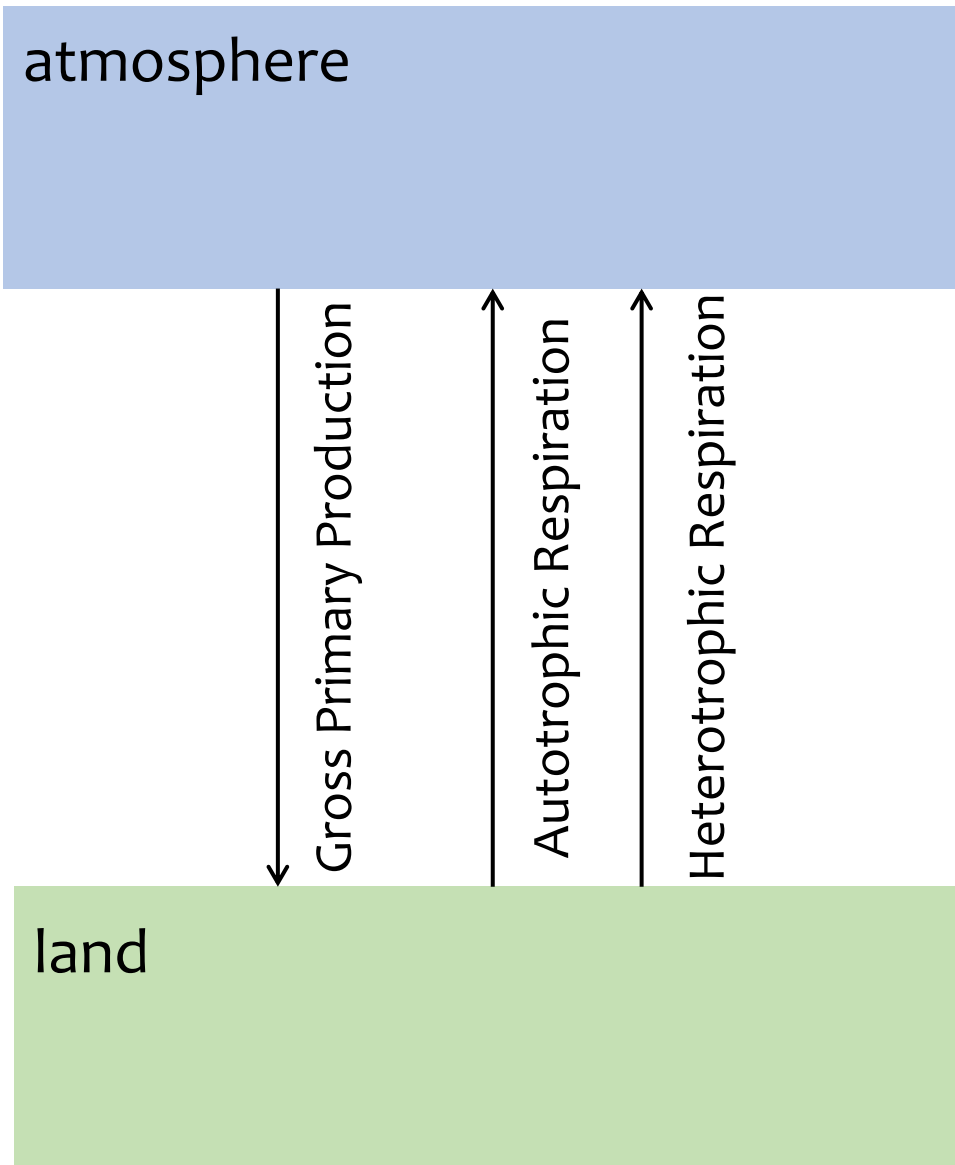 atmosphere
Gross Primary Production
Autotrophic Respiration
Heterotrophic Respiration
land